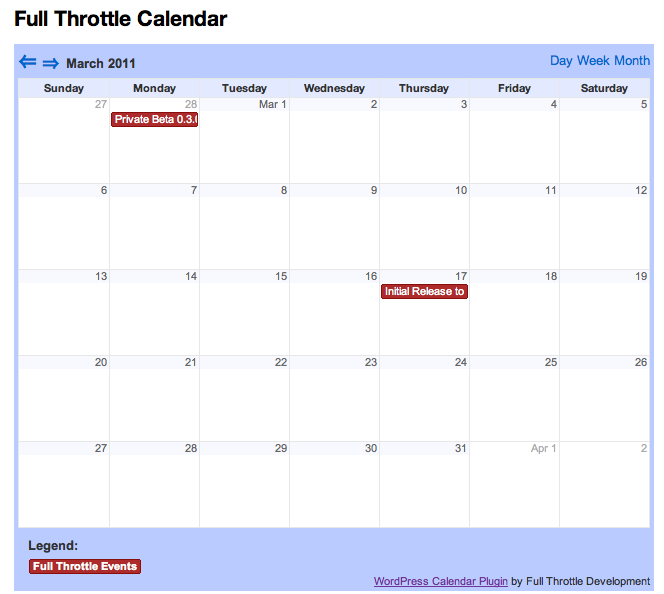 Full Throttle Calendar
March 2011 Day Week Month
Sunday Monday Tuesday Wednesday Thursday Friday Saturday
27 28 Mar 1 2 3 4 5
Private Beta 0.3.
6 7 8 9 10 11 12
13 14 15 16 17 18 19
Initial Release to
20 21 22 23 24 25 26
27 28 29 30 31 Apr 1 2
Legend:
Full Throttle Events
WordPress Calendar Plugin by Full Throttle Development